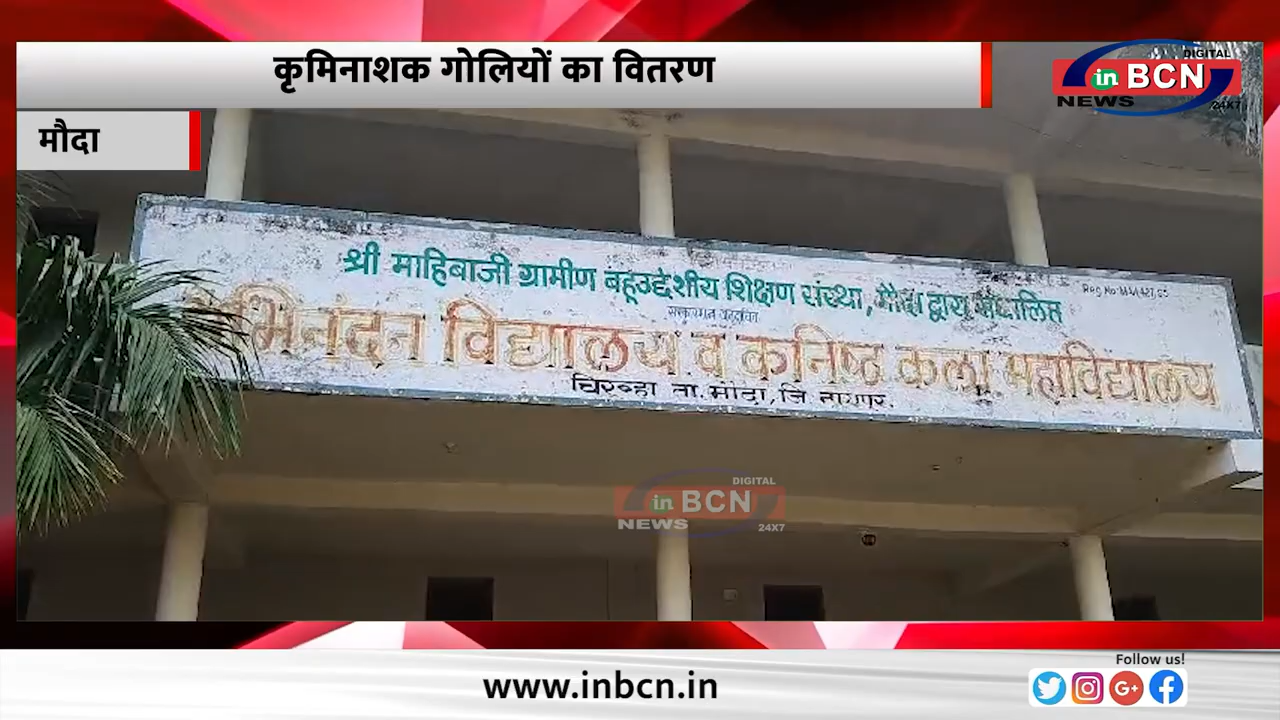 कृमिनाशक गोलियों का वितरण
DIGITAL
in BCN
NEWS 24X7
मौदा
श्री माहिबाजी ग्रामीण बहूउद्देशीय शिक्षण संस्था, मौदा द्वारा संचालित
विद्यालय व कनिष्ठ कला महाविद्यालय
चिरव्हा ता. मौदा, जि नागपूर.
DIGITAL
in BCN
NEWS 24X7
www.inbcn.in
Follow us!